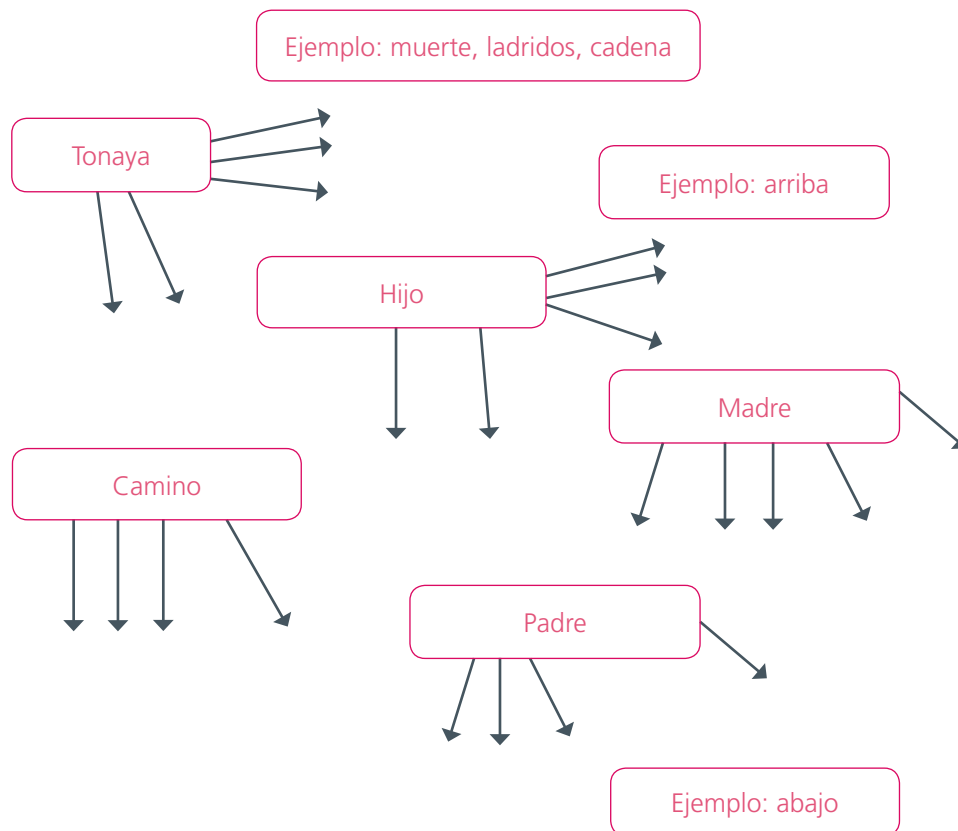 Ejemplo: muerte, ladridos, cadena
Tonaya
Ejemplo: arriba
Hijo
Madre
Camino
Padre
Ejemplo: abajo